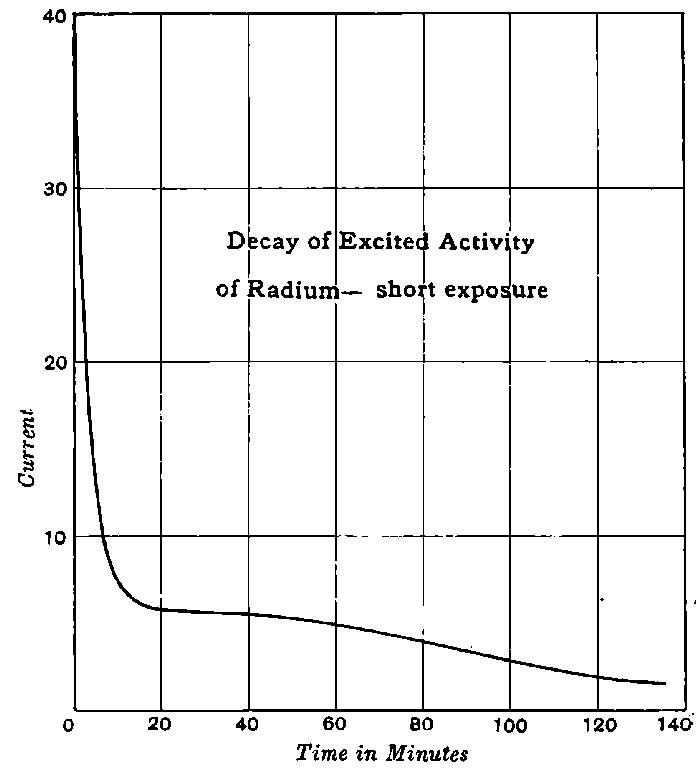 40
30
Decay of Excited Activity
of Radium— short exposure
20
Current
10
0 20 40 60 80 100 120 140
Time in Minutes